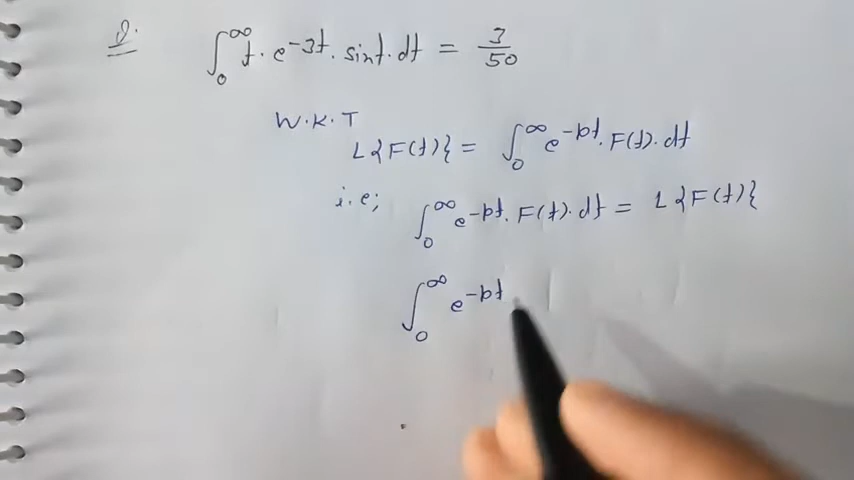 Q. ∫₀^∞ t · e^-3t · sint · dt = 3/50
W.K.T
L{F(t)} = ∫₀^∞ e^-pt · F(t) · dt
i.e; ∫₀^∞ e^-pt · F(t) · dt = L{F(t)}
∫₀^∞ e^-pt